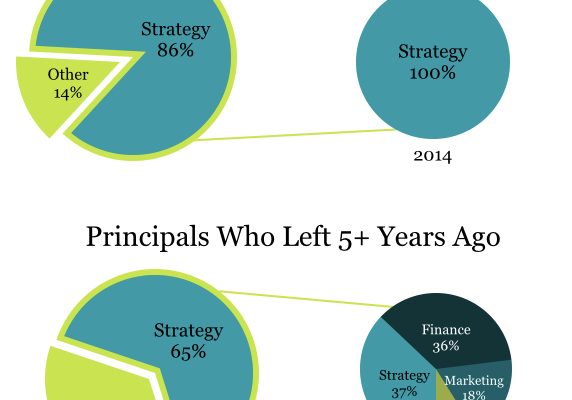 Strategy
86%
Other
14%
Strategy
100%
2014
Principals Who Left 5+ Years Ago
Strategy
65%
Finance
36%
Strategy
37%
Marketing
18%